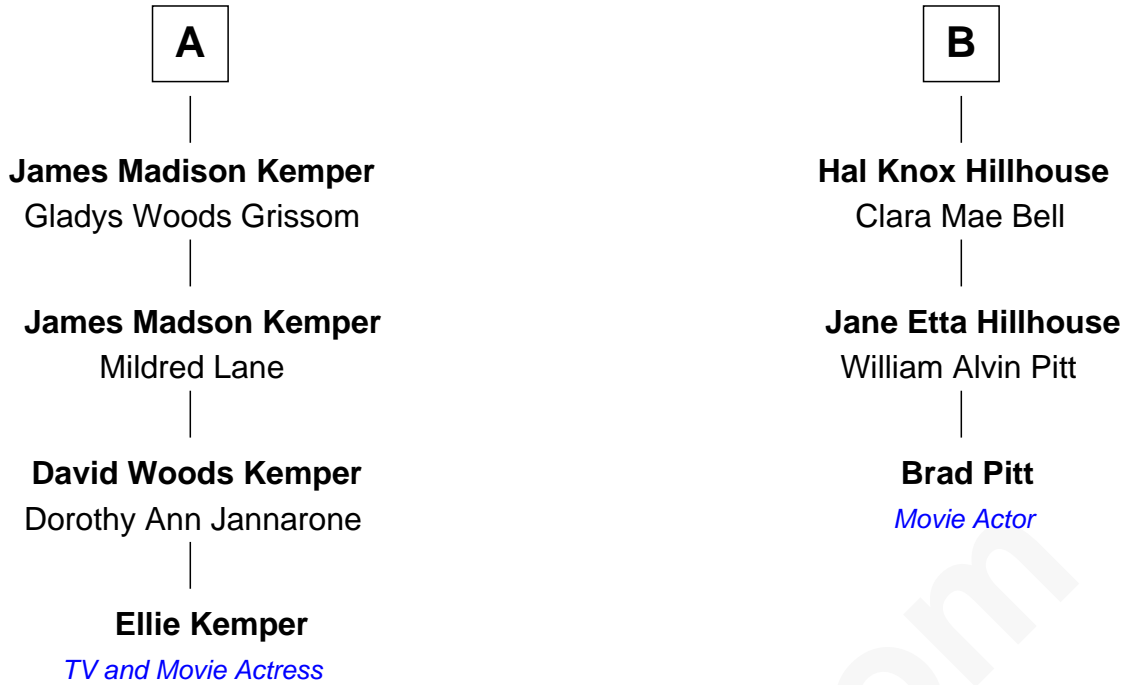 A
James Madison Kemper
Gladys Woods Grissom
James Madson Kemper
Mildred Lane
David Woods Kemper
Dorothy Ann Jannarone
Ellie Kemper
TV and Movie Actress
B
Hal Knox Hillhouse
Clara Mae Bell
Jane Etta Hillhouse
William Alvin Pitt
Brad Pitt
Movie Actor
om